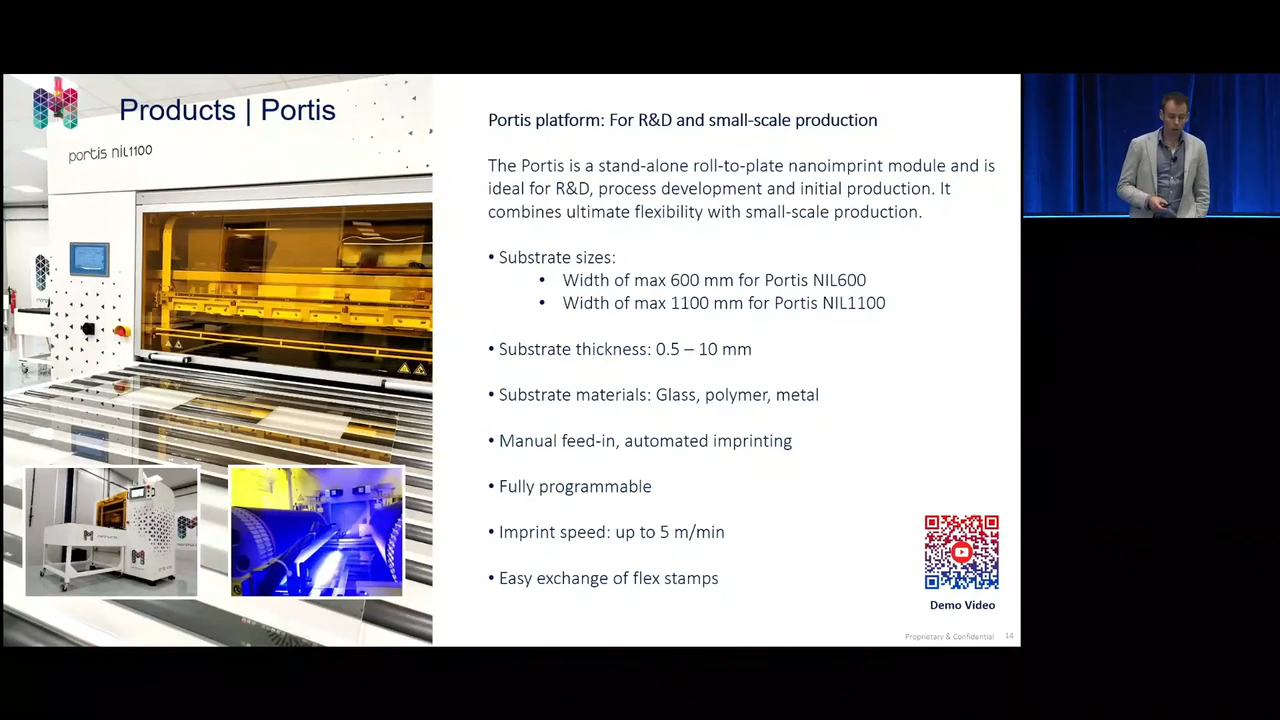 Products | Portis
portis NIL1100
Portis platform: For R&D and small-scale production
The Portis is a stand-alone roll-to-plate nanoimprint module and is
ideal for R&D, process development and initial production. It
combines ultimate flexibility with small-scale production.
• Substrate sizes:
• Width of max 600 mm for Portis NIL600
• Width of max 1100 mm for Portis NIL1100
• Substrate thickness: 0.5 – 10 mm
• Substrate materials: Glass, polymer, metal
• Manual feed-in, automated imprinting
• Fully programmable
• Imprint speed: up to 5 m/min
• Easy exchange of flex stamps
Demo Video
Proprietary & Confidential 14